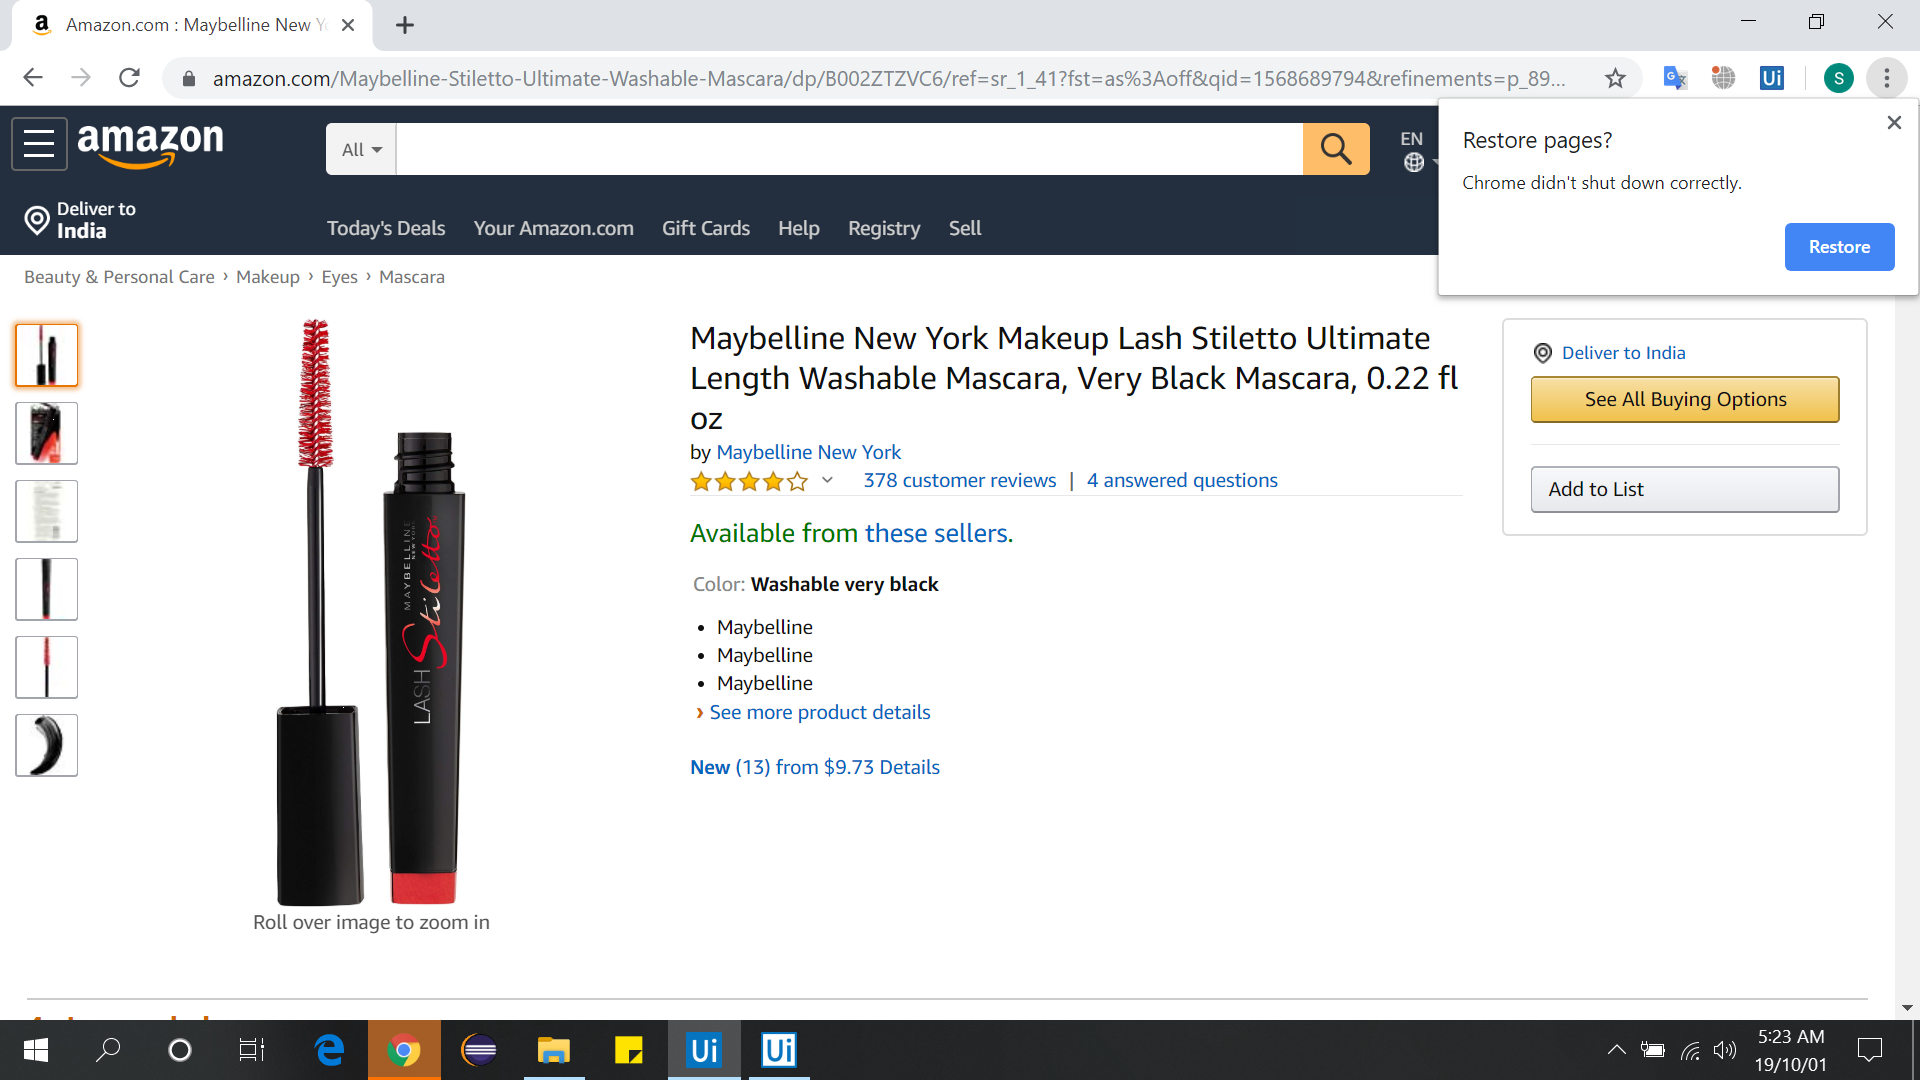 Amazon.com : Maybelline New Y
amazon.com/Maybelline-Stiletto-Ultimate-Washable-Mascara/dp/B002ZTZVC6/ref=sr_1_41?fst=as%3Aoff&qid=1568689794&refinements=p_89...
Ui
S
Restore pages?
Chrome didn't shut down correctly.
Restore
amazon
All
EN
Deliver to
India
Today's Deals
Your Amazon.com
Gift Cards
Help
Registry
Sell
Beauty & Personal Care › Makeup › Eyes › Mascara
MAYBELLINE
NEW YORK
LASH Stiletto
Roll over image to zoom in
Maybelline New York Makeup Lash Stiletto Ultimate
Length Washable Mascara, Very Black Mascara, 0.22 fl
oz
by Maybelline New York
378 customer reviews | 4 answered questions
Available from these sellers.
Color: Washable very black
• Maybelline
• Maybelline
• Maybelline
› See more product details
New (13) from $9.73 Details
Deliver to India
See All Buying Options
Add to List
Ui
Ui
5:23 AM
19/10/01